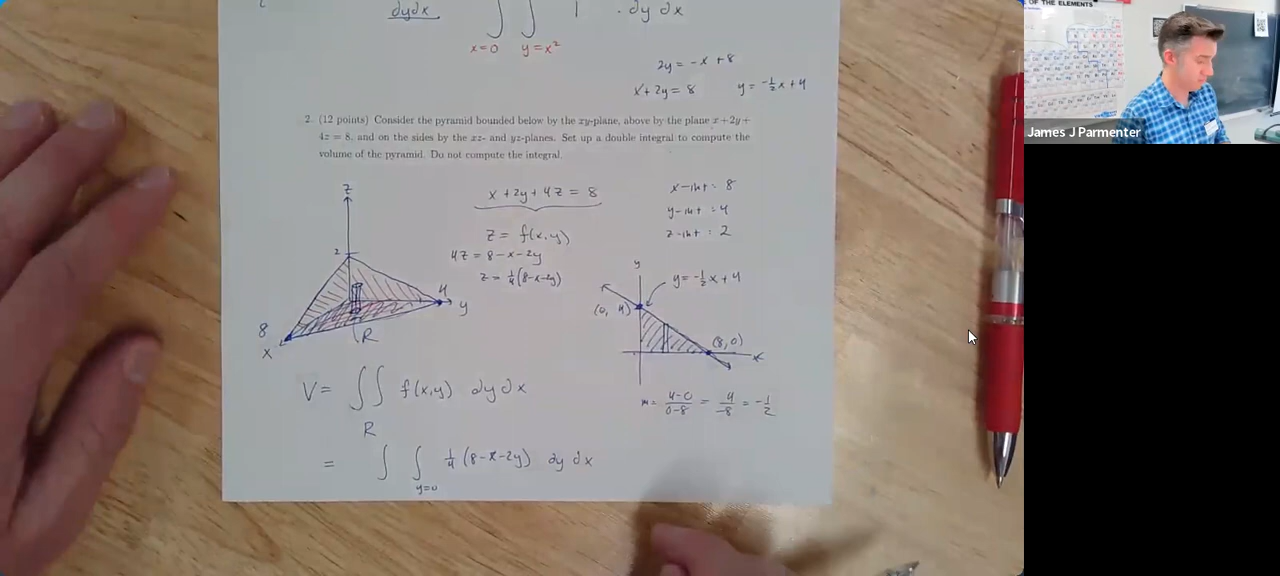 OF THE ELEMENTS
James J Parmenter
dydx ∫ ∫ 1 · dy dx
x=0 y=x²
2y = -x +8
x+2y = 8 y = -½x+4
2. (12 points) Consider the pyramid bounded below by the xy-plane, above by the plane x+2y+
4z = 8, and on the sides by the xz- and yz-planes. Set up a double integral to compute the
volume of the pyramid. Do not compute the integral.
z
x+2y+4z = 8
x-int: 8
y-int: 4
z-int: 2
z = f(x,y)
4z = 8-x-2y
z = ¼(8-x-2y)
2
4
y
8
x
R
y
y=-½x+4
(0, 4)
(8,0)
x
m= 4-0/0-8 = 4/-8 = -1/2
V= ∫∫ f(x,y) dy dx
R
= ∫ ∫ ¼ (8-x-2y) dy dx
y=0